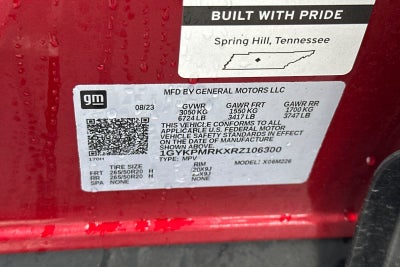 BUILT WITH PRIDE
Spring Hill, Tennessee
gm
MFD BY GENERAL MOTORS LLC
08/23 GVWR GAWR FRT GAWR RR
3050 KG 1550 KG 1700 KG
6724 LB 3417 LB 3747 LB
THIS VEHICLE CONFORMS TO ALL
APPLICABLE U.S. FEDERAL MOTOR
VEHICLE SAFETY STANDARDS IN EFFECT
ON THE DATE OF MANUFACTURE
SHOWN ABOVE.
1GYKPMRKXRZ106300
TYPE: MPV MODEL: X06M226
TIRE SIZE RIM
FRT 265/50R20 H 20X9J
RR 265/50R20 H
SPA NONE NONE